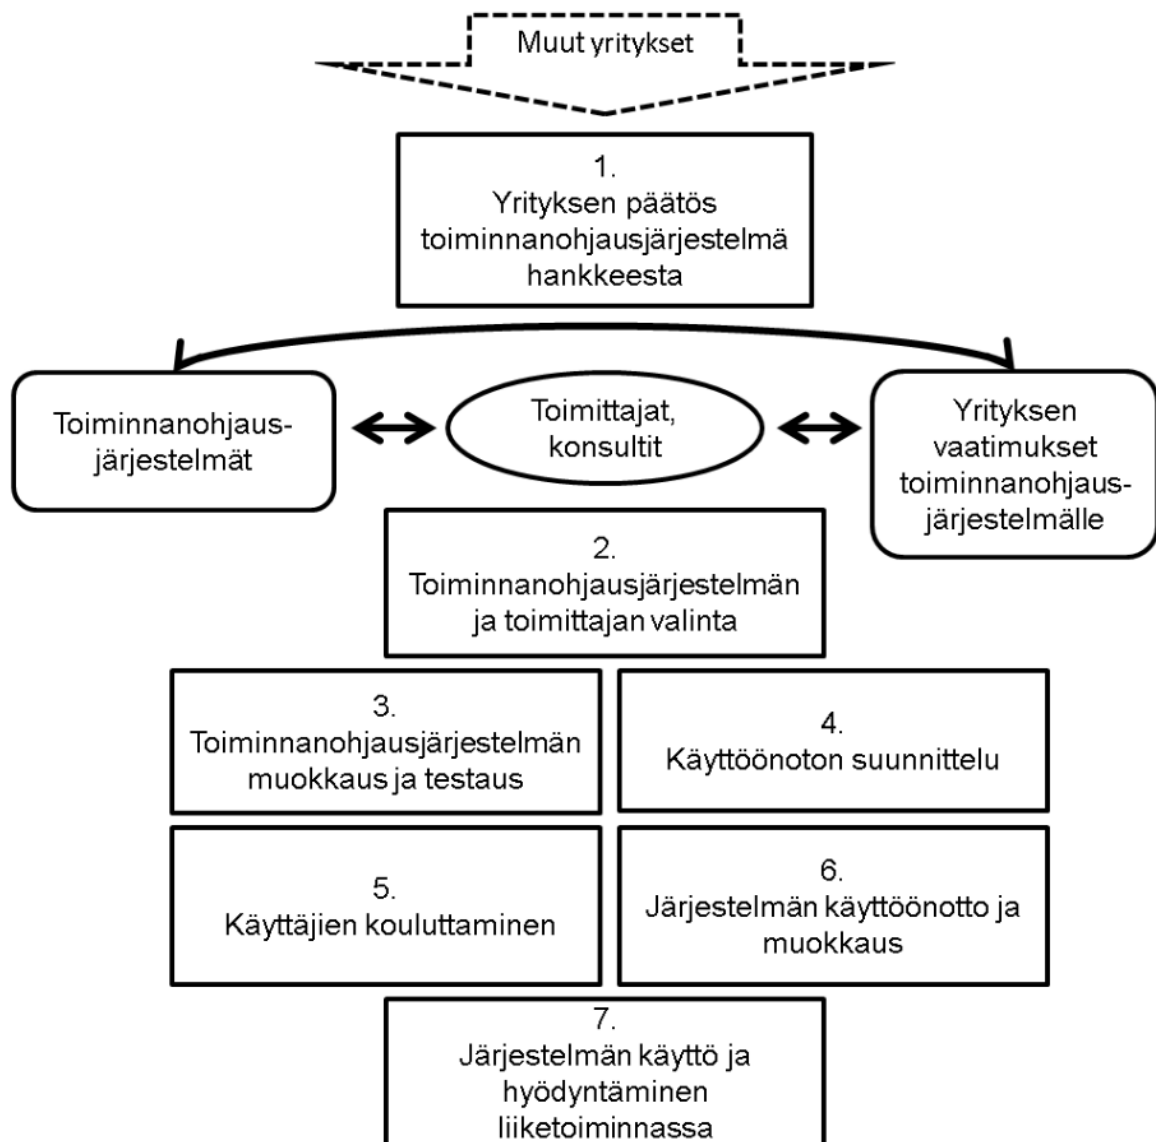 Muut yritykset
1.
Yrityksen päätös
toiminnanohjausjärjestelmä
hankkeesta
Toiminnanohjaus-
järjestelmät
Toimittajat,
konsultit
Yrityksen
vaatimukset
toiminnanohjaus-
järjestelmälle
2.
Toiminnanohjausjärjestelmän
ja toimittajan valinta
3.
Toiminnanohjausjärjestelmän
muokkaus ja testaus
4.
Käyttöönoton suunnittelu
5.
Käyttäjien kouluttaminen
6.
Järjestelmän käyttöönotto ja
muokkaus
7.
Järjestelmän käyttö ja
hyödyntäminen
liiketoiminnassa